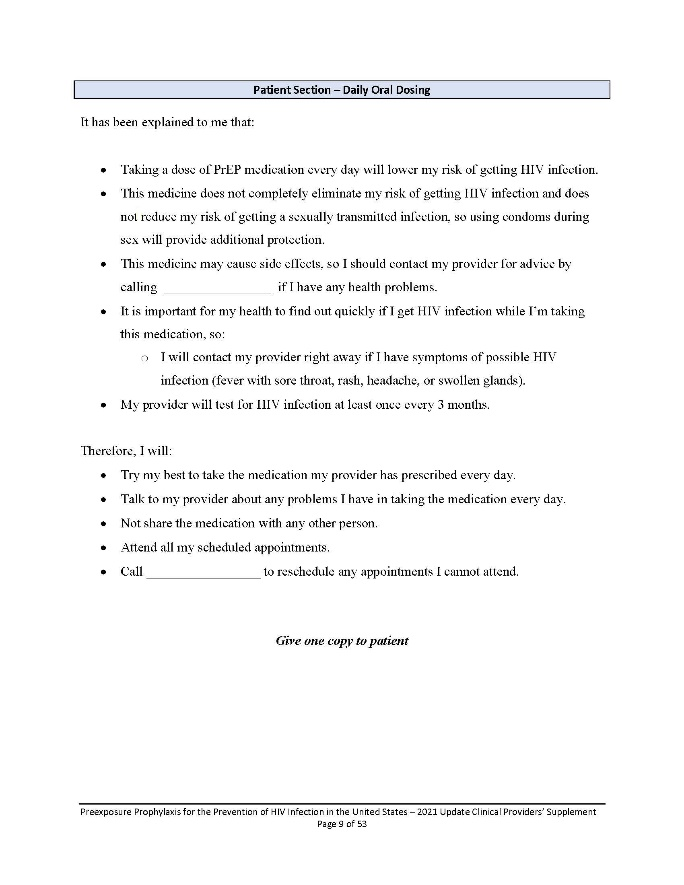 Patient Section – Daily Oral Dosing
It has been explained to me that:
• Taking a dose of PrEP medication every day will lower my risk of getting HIV infection.
• This medicine does not completely eliminate my risk of getting HIV infection and does
not reduce my risk of getting a sexually transmitted infection, so using condoms during
sex will provide additional protection.
• This medicine may cause side effects, so I should contact my provider for advice by
calling _________________ if I have any health problems.
• It is important for my health to find out quickly if I get HIV infection while I’m taking
this medication, so:
o I will contact my provider right away if I have symptoms of possible HIV
infection (fever with sore throat, rash, headache, or swollen glands).
• My provider will test for HIV infection at least once every 3 months.
Therefore, I will:
• Try my best to take the medication my provider has prescribed every day.
• Talk to my provider about any problems I have in taking the medication every day.
• Not share the medication with any other person.
• Attend all my scheduled appointments.
• Call _________________ to reschedule any appointments I cannot attend.
Give one copy to patient
Preexposure Prophylaxis for the Prevention of HIV Infection in the United States – 2021 Update Clinical Providers’ Supplement
Page 9 of 53